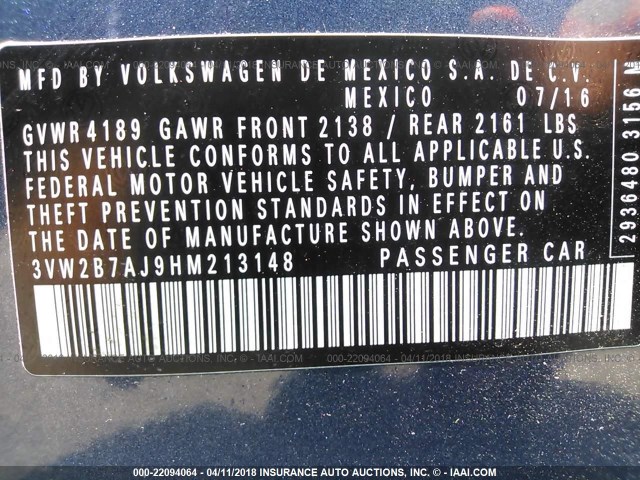 MFD BY VOLKSWAGEN DE MEXICO S.A. DE C.V.
MEXICO 07/16
GVWR 4189 GAWR FRONT 2138 / REAR 2161 LBS
THIS VEHICLE CONFORMS TO ALL APPLICABLE U.S.
FEDERAL MOTOR VEHICLE SAFETY, BUMPER AND
THEFT PREVENTION STANDARDS IN EFFECT ON
THE DATE OF MANUFACTURE SHOWN ABOVE.
3VW2B7AJ9HM213148 PASSENGER CAR
2936480 3156 N
000-22094064 - 04/11/2018 INSURANCE AUTO AUCTIONS, INC. - © IAAI.COM